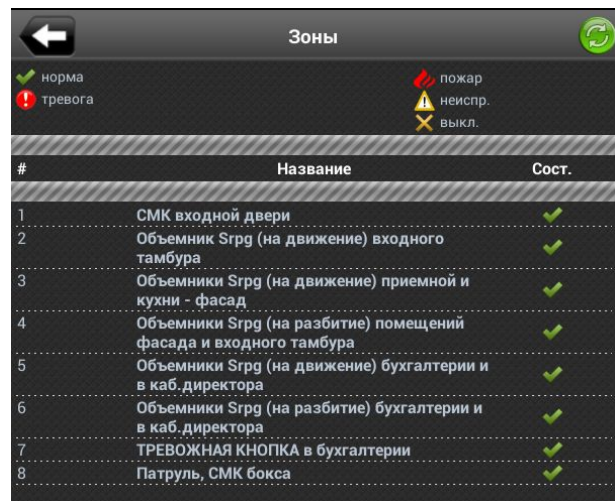 Зоны
норма
пожар
тревога
неиспр.
выкл.
# Название Сост.
1 СМК входной двери
2 Объемник Srpg (на движение) входного
тамбура
3 Объемники Srpg (на движение) приемной и
кухни - фасад
4 Объемники Srpg (на разбитие) помещений
фасада и входного тамбура
5 Объемники Srpg (на движение) бухгалтерии и
в каб.директора
6 Объемники Srpg (на разбитие) бухгалтерии и
в каб.директора
7 ТРЕВОЖНАЯ КНОПКА в бухгалтерии
8 Патруль, СМК бокса